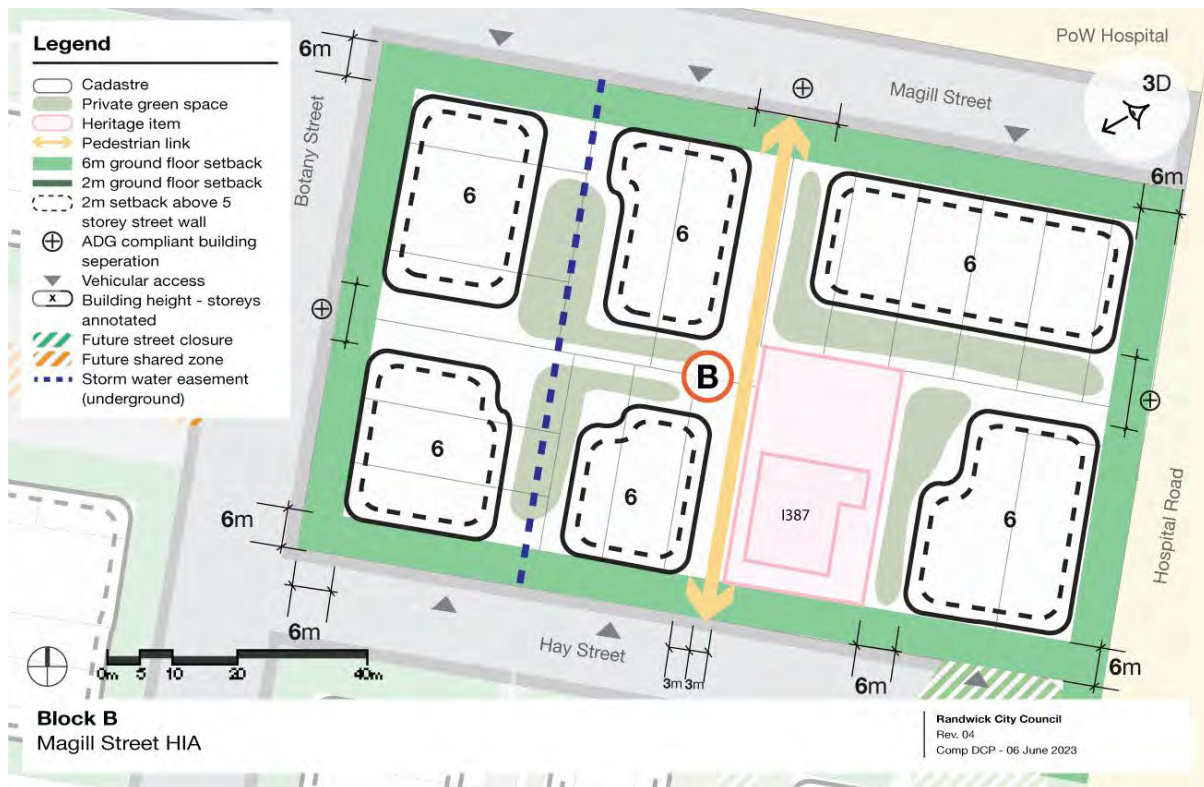 Legend
Cadastre
Private green space
Heritage item
Pedestrian link
6m ground floor setback
2m ground floor setback
2m setback above 5
storey street wall
ADG compliant building
seperation
Vehicular access
x
Building height - storeys
annotated
Future street closure
Future shared zone
Storm water easement
(underground)
6m
PoW Hospital
3D
Magill Street
Botany Street
6m
6
6
6
B
6
6
I387
6
Hospital Road
6m
6m
Hay Street
3m 3m
6m
6m
0m 5 10 20 40m
Block B
Magill Street HIA
Randwick City Council
Rev. 04
Comp DCP - 06 June 2023